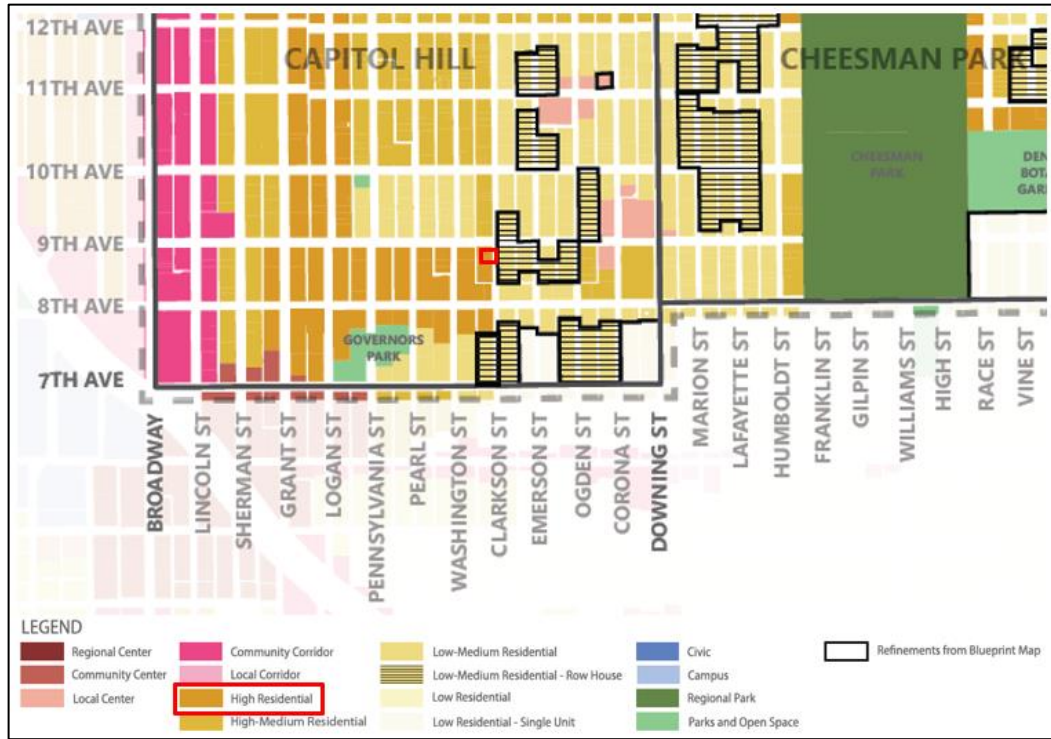 12TH AVE
CAPITOL HILL
CHEESMAN PARK
11TH AVE
10TH AVE
CHEESMAN
PARK
DEN
BOTA
GARD
9TH AVE
8TH AVE
GOVERNORS
PARK
7TH AVE
BROADWAY
LINCOLN ST
SHERMAN ST
GRANT ST
LOGAN ST
PENNSYLVANIA ST
PEARL ST
WASHINGTON ST
CLARKSON ST
EMERSON ST
OGDEN ST
CORONA ST
DOWNING ST
MARION ST
LAFAYETTE ST
HUMBOLDT ST
FRANKLIN ST
GILPIN ST
WILLIAMS ST
HIGH ST
RACE ST
VINE ST
LEGEND
Regional Center
Community Center
Local Center
Community Corridor
Local Corridor
High Residential
High-Medium Residential
Low-Medium Residential
Low-Medium Residential - Row House
Low Residential
Low Residential - Single Unit
Civic
Campus
Regional Park
Parks and Open Space
Refinements from Blueprint Map